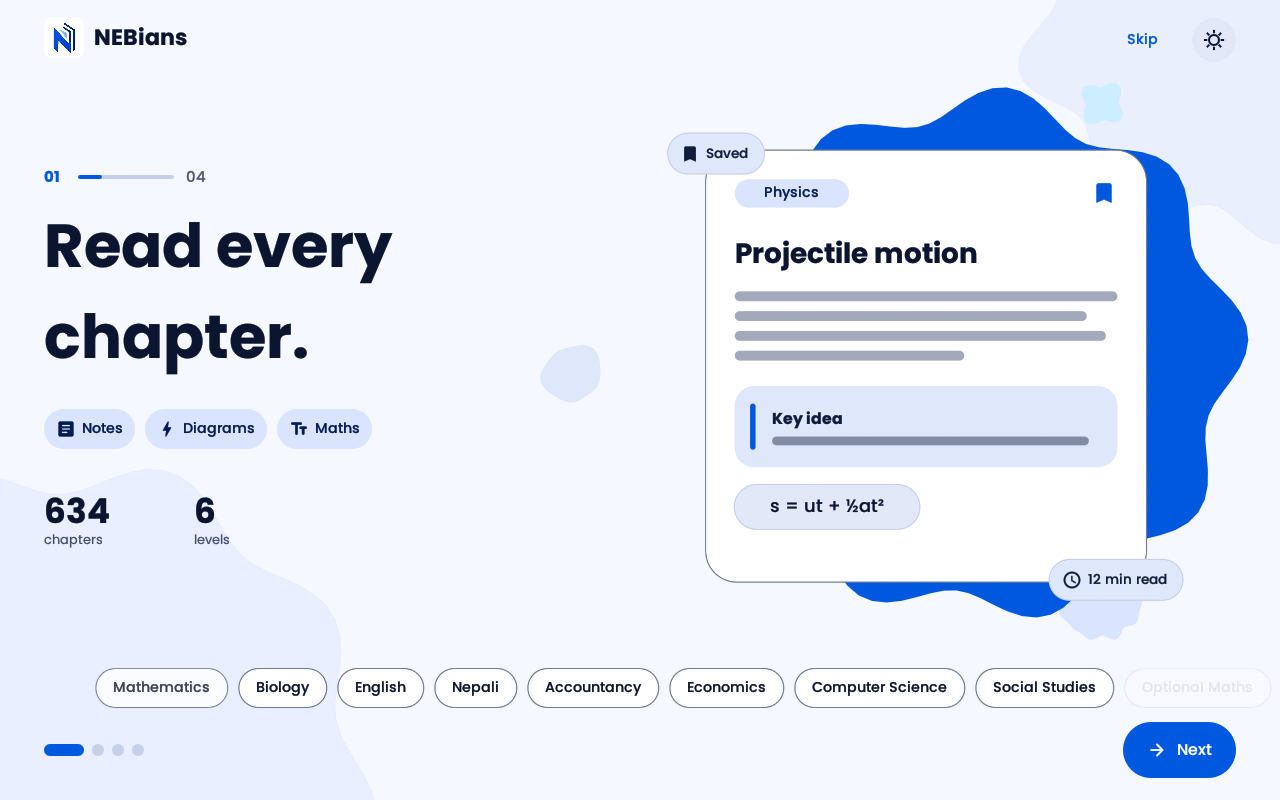 NEBians
Skip
01
04
Read every
chapter.
Notes
Diagrams
Maths
634
chapters
6
levels
Saved
Physics
Projectile motion
Key idea
s = ut + ½at²
12 min read
Mathematics
Biology
English
Nepali
Accountancy
Economics
Computer Science
Social Studies
Optional Maths
Next